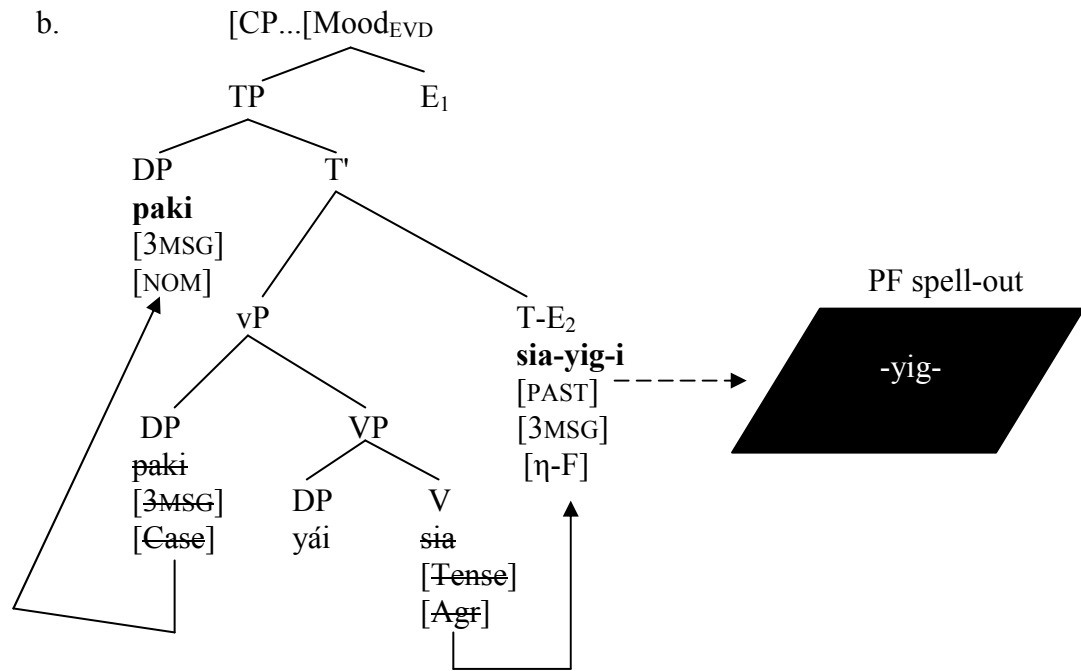 b. [CP...[Mood_EVD
TP E₁
DP T'
paki
[3MSG]
[NOM]
PF spell-out
vP T-E₂
sia-yig-i
-yig-
[PAST]
[3MSG]
[η-F]
DP VP
paki
[3MSG] DP V
[Case] yái sia
[Tense]
[Agr]